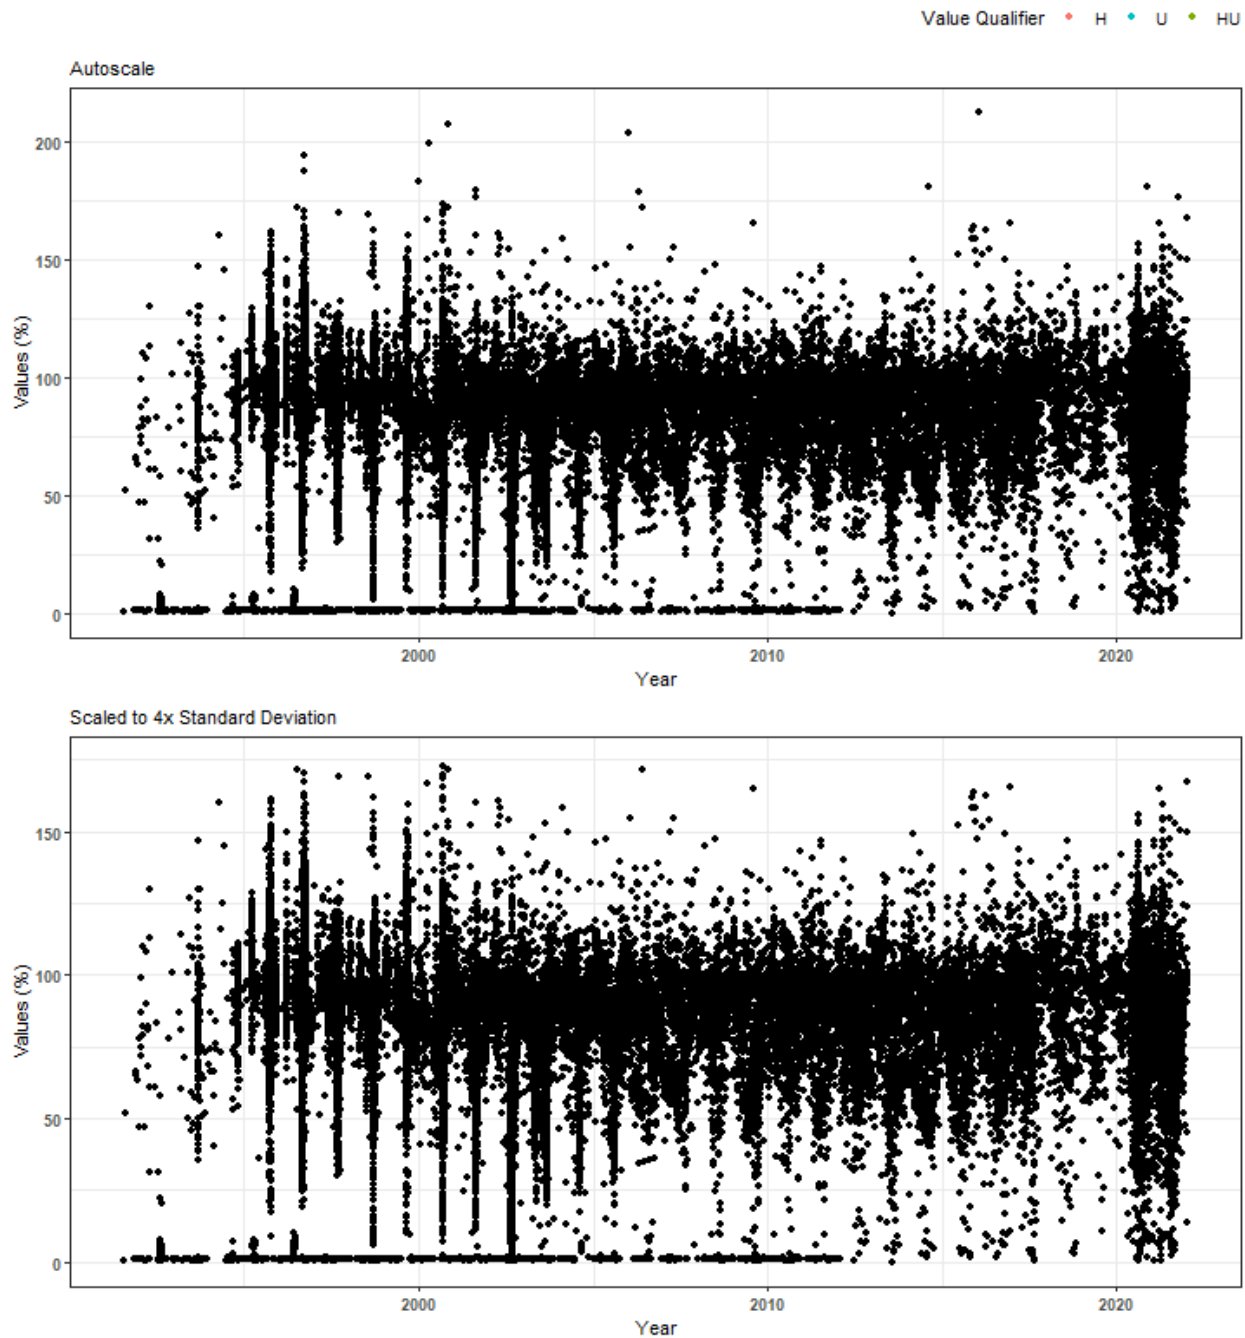 Value Qualifier H U HU
Autoscale
200
150
100
50
0
Values (%)
2000 2010 2020
Year
Scaled to 4x Standard Deviation
150
100
50
0
Values (%)
2000 2010 2020
Year